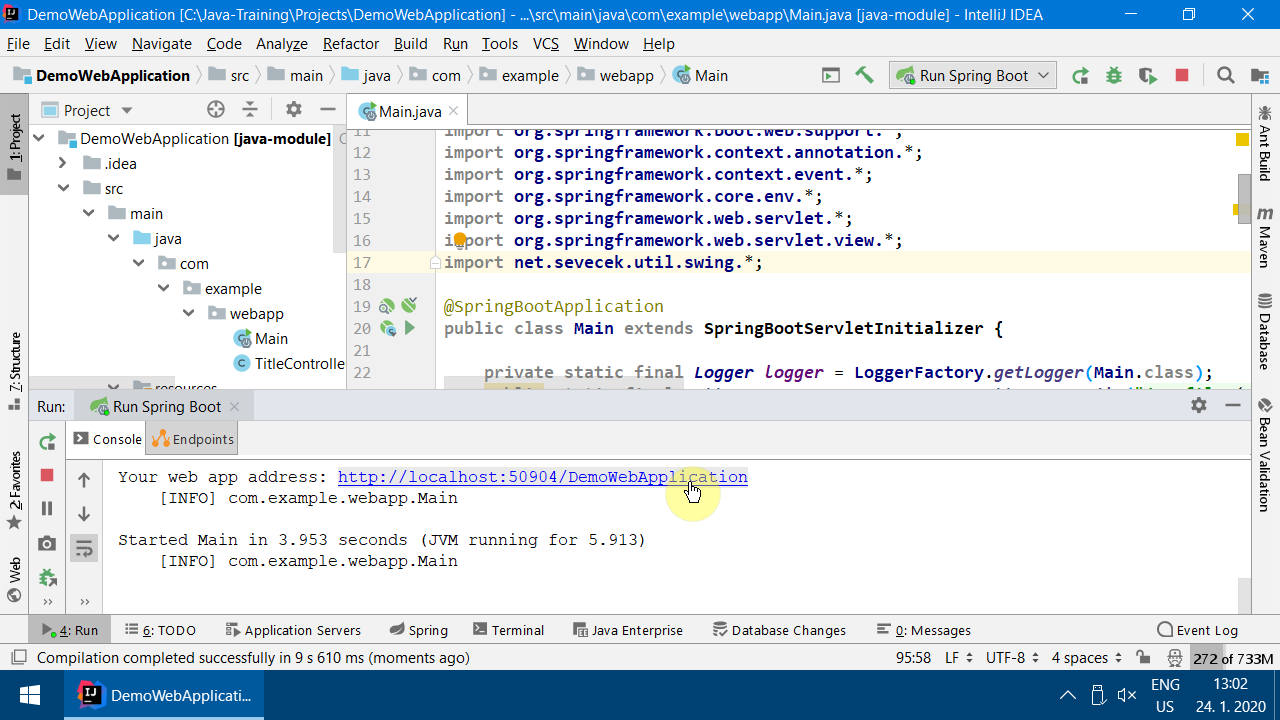 DemoWebApplication [C:\Java-Training\Projects\DemoWebApplication] - ...\src\main\java\com\example\webapp\Main.java [java-module] - IntelliJ IDEA
File Edit View Navigate Code Analyze Refactor Build Run Tools VCS Window Help
DemoWebApplication src main java com example webapp Main Run Spring Boot
1: Project
7: Structure
2: Favorites
Web
Project
DemoWebApplication [java-module]
.idea
src
main
java
com
example
webapp
Main
TitleControlle
resources
Main.java
11 import org.springframework.boot.web.support.*;
12 import org.springframework.context.annotation.*;
13 import org.springframework.context.event.*;
14 import org.springframework.core.env.*;
15 import org.springframework.web.servlet.*;
16 import org.springframework.web.servlet.view.*;
17 import net.sevecek.util.swing.*;
18
19 @SpringBootApplication
20 public class Main extends SpringBootServletInitializer {
21
22 private static final Logger logger = LoggerFactory.getLogger(Main.class);
Ant Build
Maven
Database
Bean Validation
Run: Run Spring Boot
Console Endpoints
Your web app address: http://localhost:50904/DemoWebApplication
[INFO] com.example.webapp.Main
Started Main in 3.953 seconds (JVM running for 5.913)
[INFO] com.example.webapp.Main
4: Run 6: TODO Application Servers Spring Terminal Java Enterprise Database Changes 0: Messages Event Log
Compilation completed successfully in 9 s 610 ms (moments ago) 95:58 LF UTF-8 4 spaces 272 of 733M
DemoWebApplicati...
ENG
US
13:02
24. 1. 2020